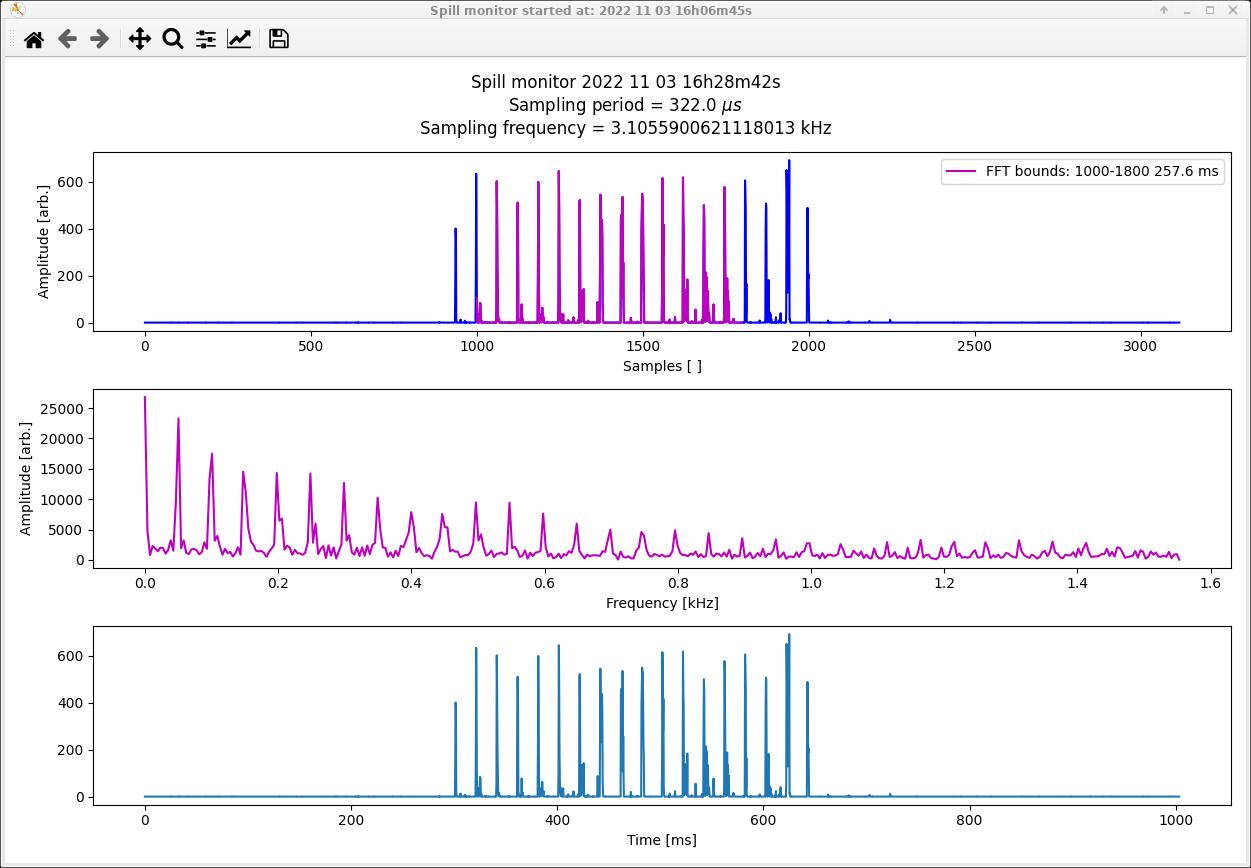 Spill monitor started at: 2022 11 03 16h06m45s
Spill monitor 2022 11 03 16h28m42s
Sampling period = 322.0 μs
Sampling frequency = 3.1055900621118013 kHz
Amplitude [arb.]
600
400
200
0
FFT bounds: 1000-1800 257.6 ms
0 500 1000 1500 2000 2500 3000
Samples [ ]
Amplitude [arb.]
25000
20000
15000
10000
5000
0
0.0 0.2 0.4 0.6 0.8 1.0 1.2 1.4 1.6
Frequency [kHz]
600
400
200
0
0 200 400 600 800 1000
Time [ms]